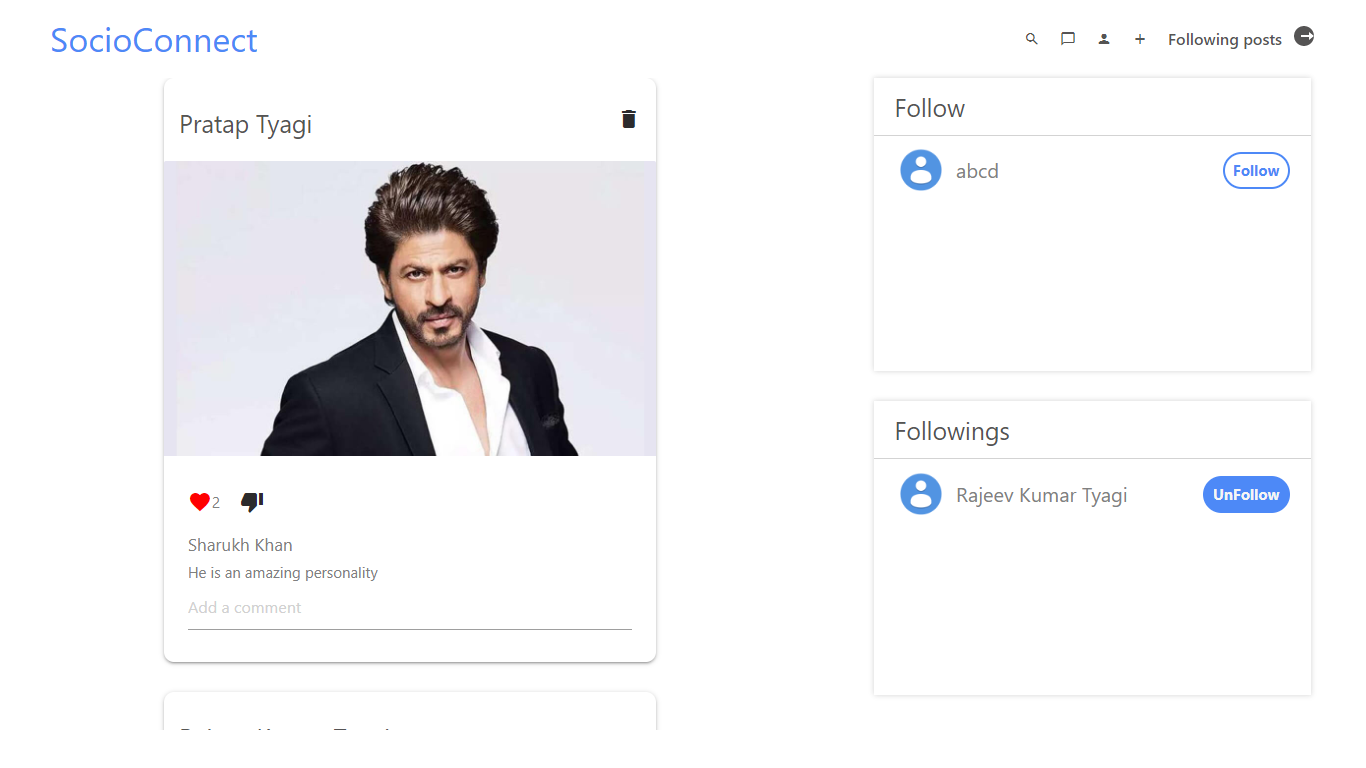 SocioConnect
Following posts
Pratap Tyagi
2
Sharukh Khan
He is an amazing personality
Add a comment
Follow
abcd
Follow
Followings
Rajeev Kumar Tyagi
UnFollow